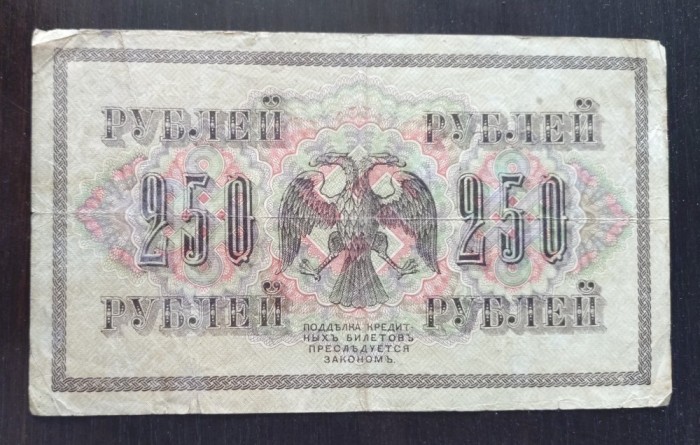 РУБЛЕЙ РУБЛЕЙ
250 250
РУБЛЕЙ РУБЛЕЙ
ПОДДѢЛКА КРЕДИТ-
НЫХЪ БИЛЕТОВЪ
ПРЕСЛѢДУЕТСЯ
ЗАКОНОМЪ.